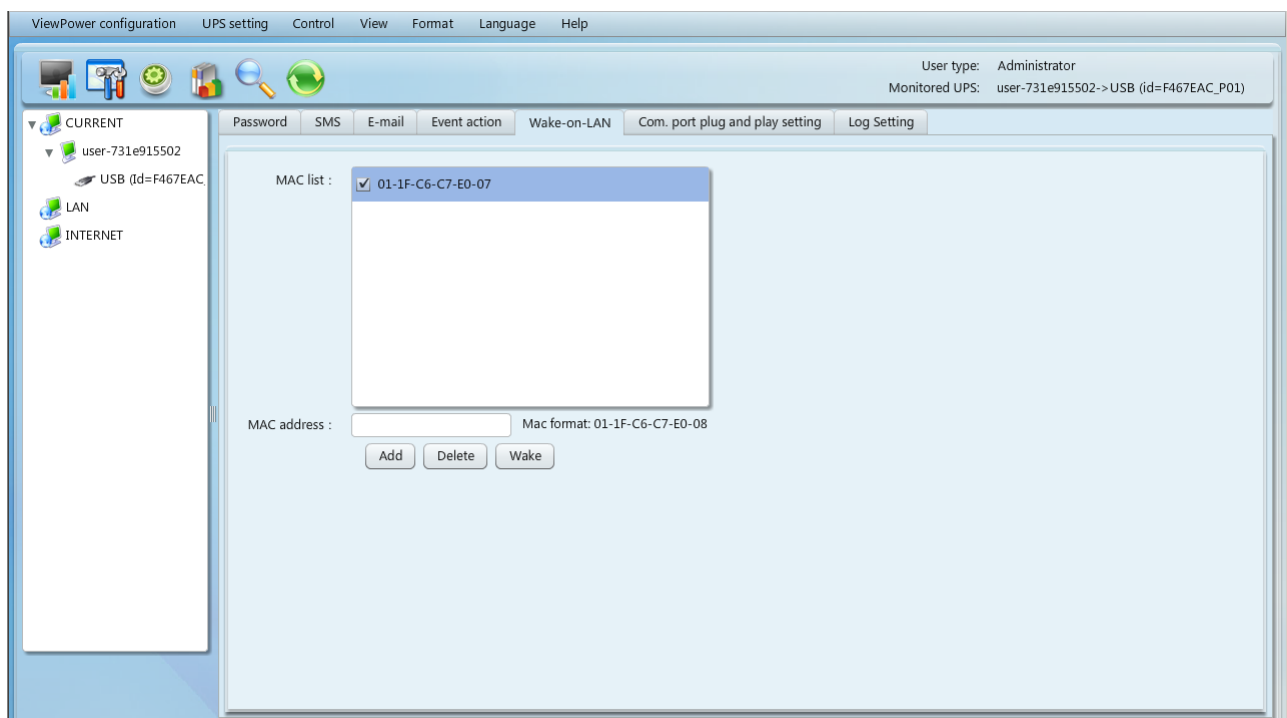 ViewPower configuration UPS setting Control View Format Language Help
User type: Administrator
Monitored UPS: user-731e915502->USB (id=F467EAC_P01)
CURRENT
user-731e915502
USB (Id=F467EAC_
LAN
INTERNET
Password SMS E-mail Event action Wake-on-LAN Com. port plug and play setting Log Setting
MAC list :
01-1F-C6-C7-E0-07
MAC address :
Mac format: 01-1F-C6-C7-E0-08
Add Delete Wake